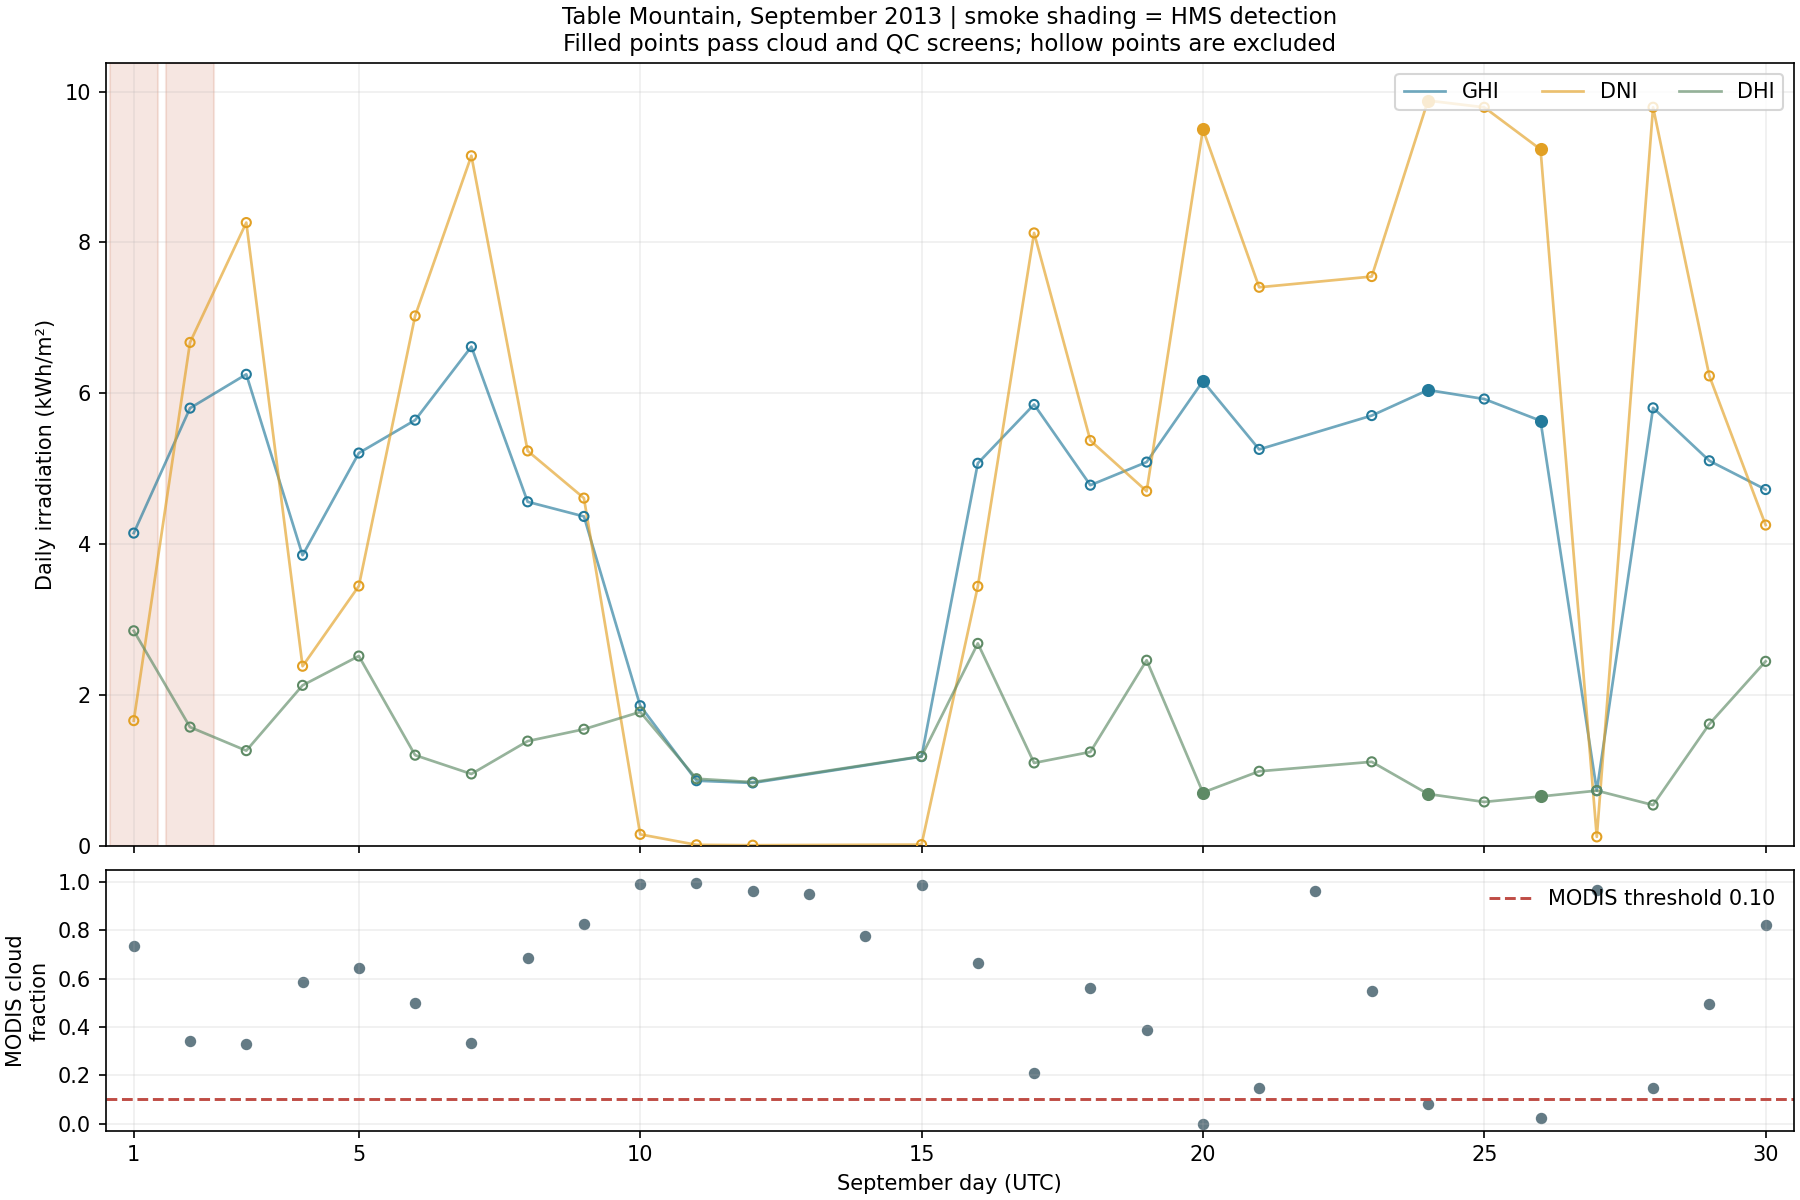 Table Mountain, September 2013 | smoke shading = HMS detection
Filled points pass cloud and QC screens; hollow points are excluded
GHI DNI DHI
Daily irradiation (kWh/m²)
10
8
6
4
2
0
MODIS threshold 0.10
MODIS cloud
fraction
1.0
0.8
0.6
0.4
0.2
0.0
1 5 10 15 20 25 30
September day (UTC)